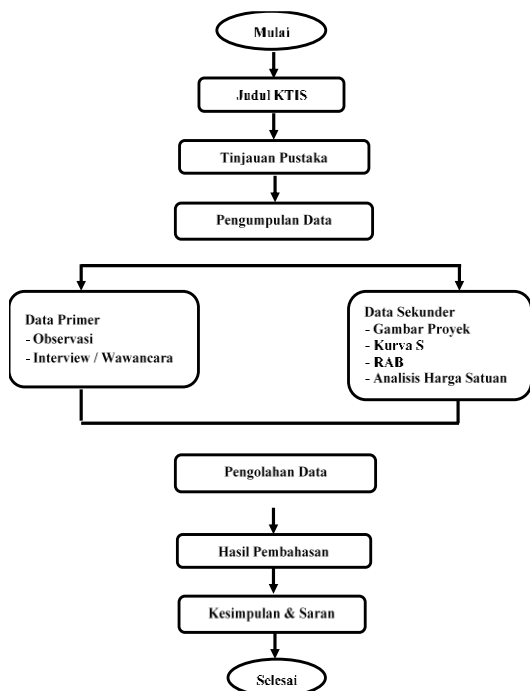 Mulai
Judul KTIS
Tinjauan Pustaka
Pengumpulan Data
Data Primer
- Observasi
- Interview / Wawancara
Data Sekunder
- Gambar Proyek
- Kurva S
- RAB
- Analisis Harga Satuan
Pengolahan Data
Hasil Pembahasan
Kesimpulan & Saran
Selesai